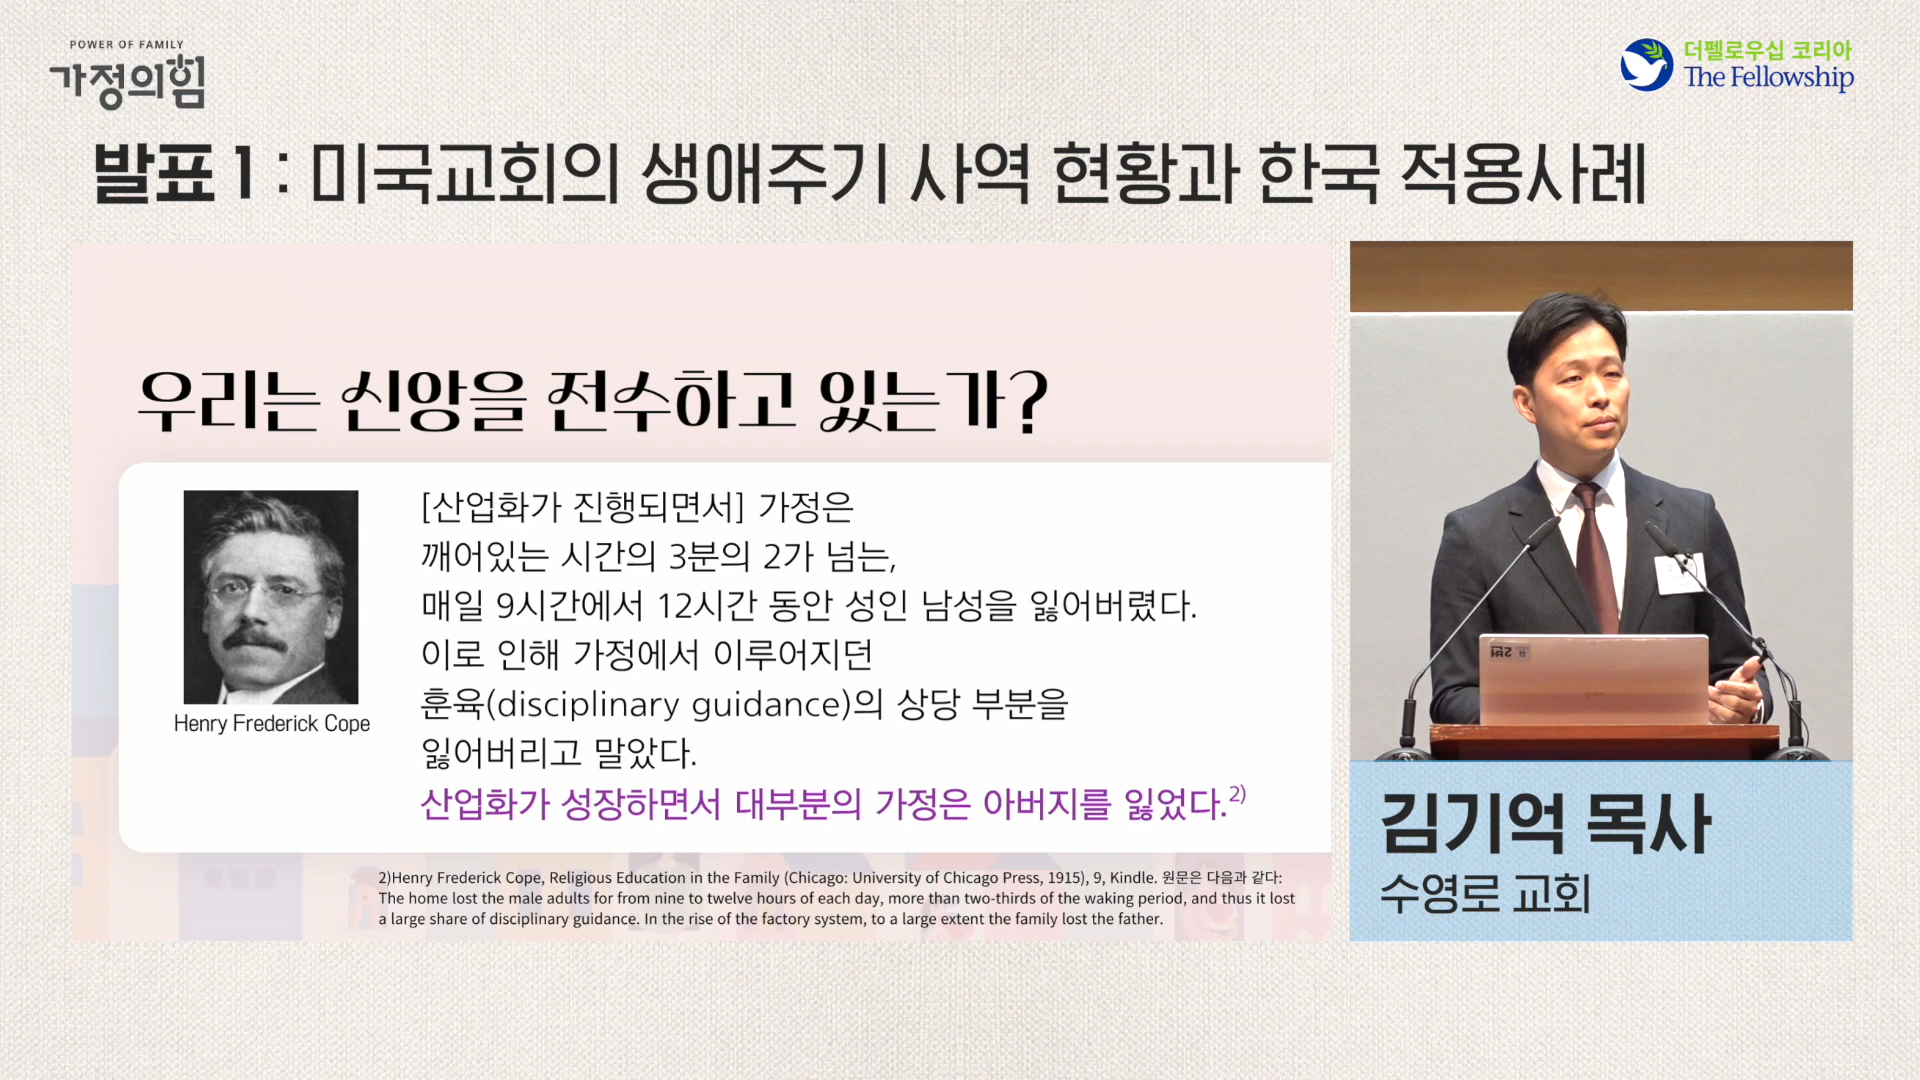 POWER OF FAMILY
가정의힘
더펠로우십 코리아
The Fellowship
발표 1 : 미국교회의 생애주기 사역 현황과 한국 적용사례
우리는 신앙을 전수하고 있는가?
[산업화가 진행되면서] 가정은
깨어있는 시간의 3분의 2가 넘는,
매일 9시간에서 12시간 동안 성인 남성을 잃어버렸다.
이로 인해 가정에서 이루어지던
훈육(disciplinary guidance)의 상당 부분을
잃어버리고 말았다.
산업화가 성장하면서 대부분의 가정은 아버지를 잃었다.2)
Henry Frederick Cope
2)Henry Frederick Cope, Religious Education in the Family (Chicago: University of Chicago Press, 1915), 9, Kindle. 원문은 다음과 같다:
The home lost the male adults for from nine to twelve hours of each day, more than two-thirds of the waking period, and thus it lost
a large share of disciplinary guidance. In the rise of the factory system, to a large extent the family lost the father.
김기억 목사
수영로 교회